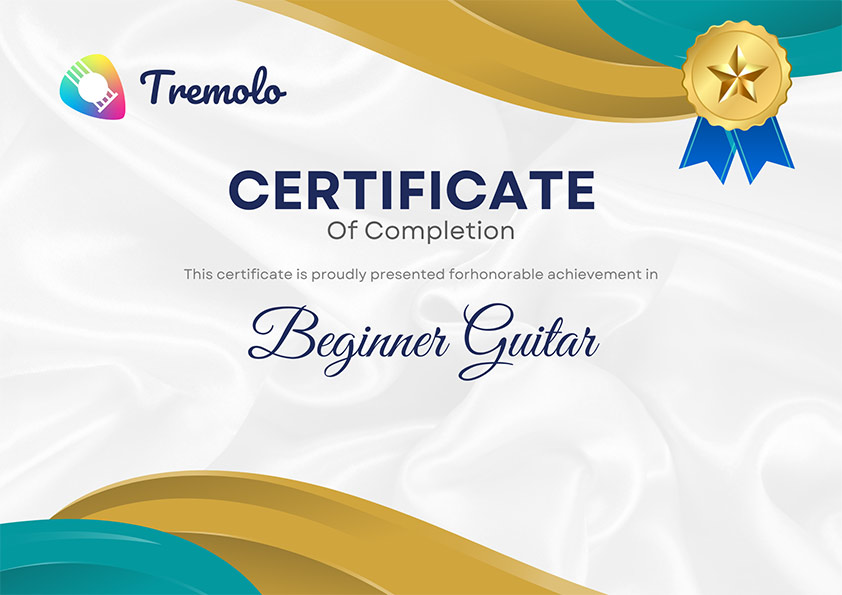 Tremolo
CERTIFICATE
Of Completion
This certificate is proudly presented forhonorable achievement in
Beginner Guitar